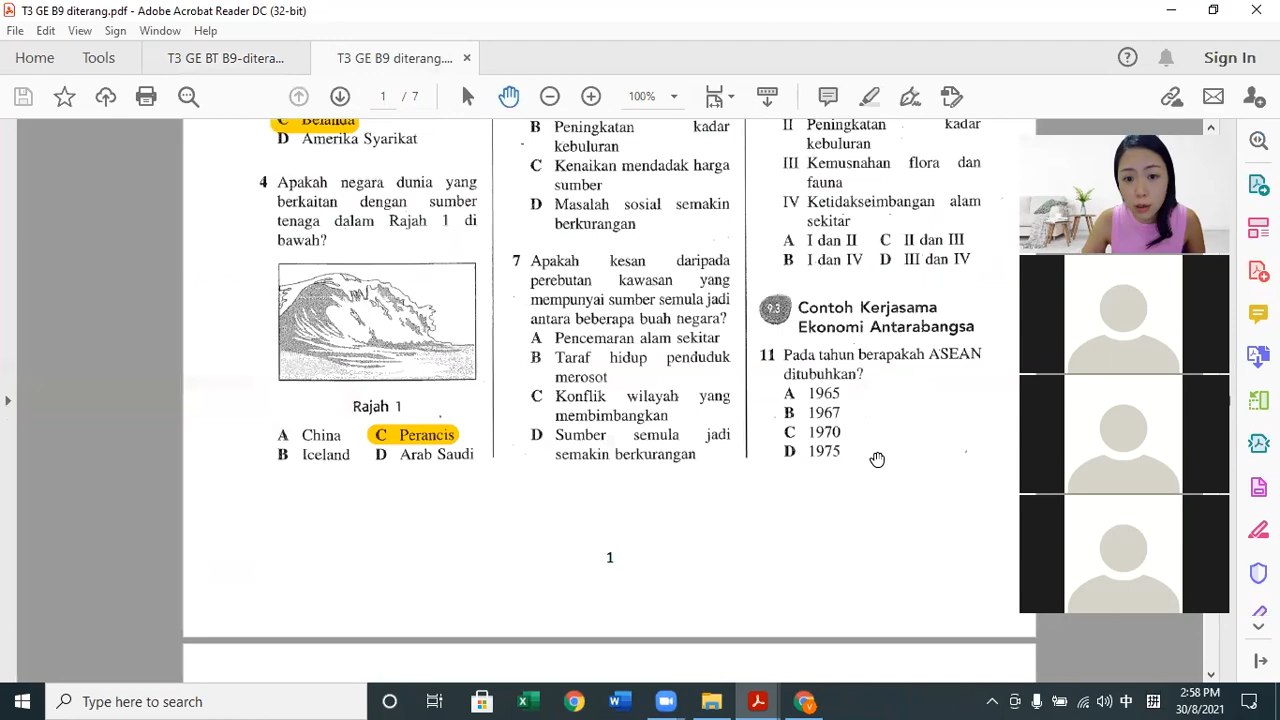 T3 GE B9 diterang.pdf - Adobe Acrobat Reader DC (32-bit)
File Edit View Sign Window Help
Home Tools T3 GE BT B9-ditera... T3 GE B9 diterang.... × Sign In
1 / 7 100%
C Belanda
D Amerika Syarikat
4 Apakah negara dunia yang
berkaitan dengan sumber
tenaga dalam Rajah 1 di
bawah?
Rajah 1
A China C Perancis
B Iceland D Arab Saudi
B Peningkatan kadar
kebuluran
C Kenaikan mendadak harga
sumber
D Masalah sosial semakin
berkurangan
7 Apakah kesan daripada
perebutan kawasan yang
mempunyai sumber semula jadi
antara beberapa buah negara?
A Pencemaran alam sekitar
B Taraf hidup penduduk
merosot
C Konflik wilayah yang
membimbangkan
D Sumber semula jadi
semakin berkurangan
II Peningkatan kadar
kebuluran
III Kemusnahan flora dan
fauna
IV Ketidakseimbangan alam
sekitar
A I dan II C II dan III
B I dan IV D III dan IV
9.3 Contoh Kerjasama
Ekonomi Antarabangsa
11 Pada tahun berapakah ASEAN
ditubuhkan?
A 1965
B 1967
C 1970
D 1975
1
Type here to search
中 拼 2:58 PM
30/8/2021